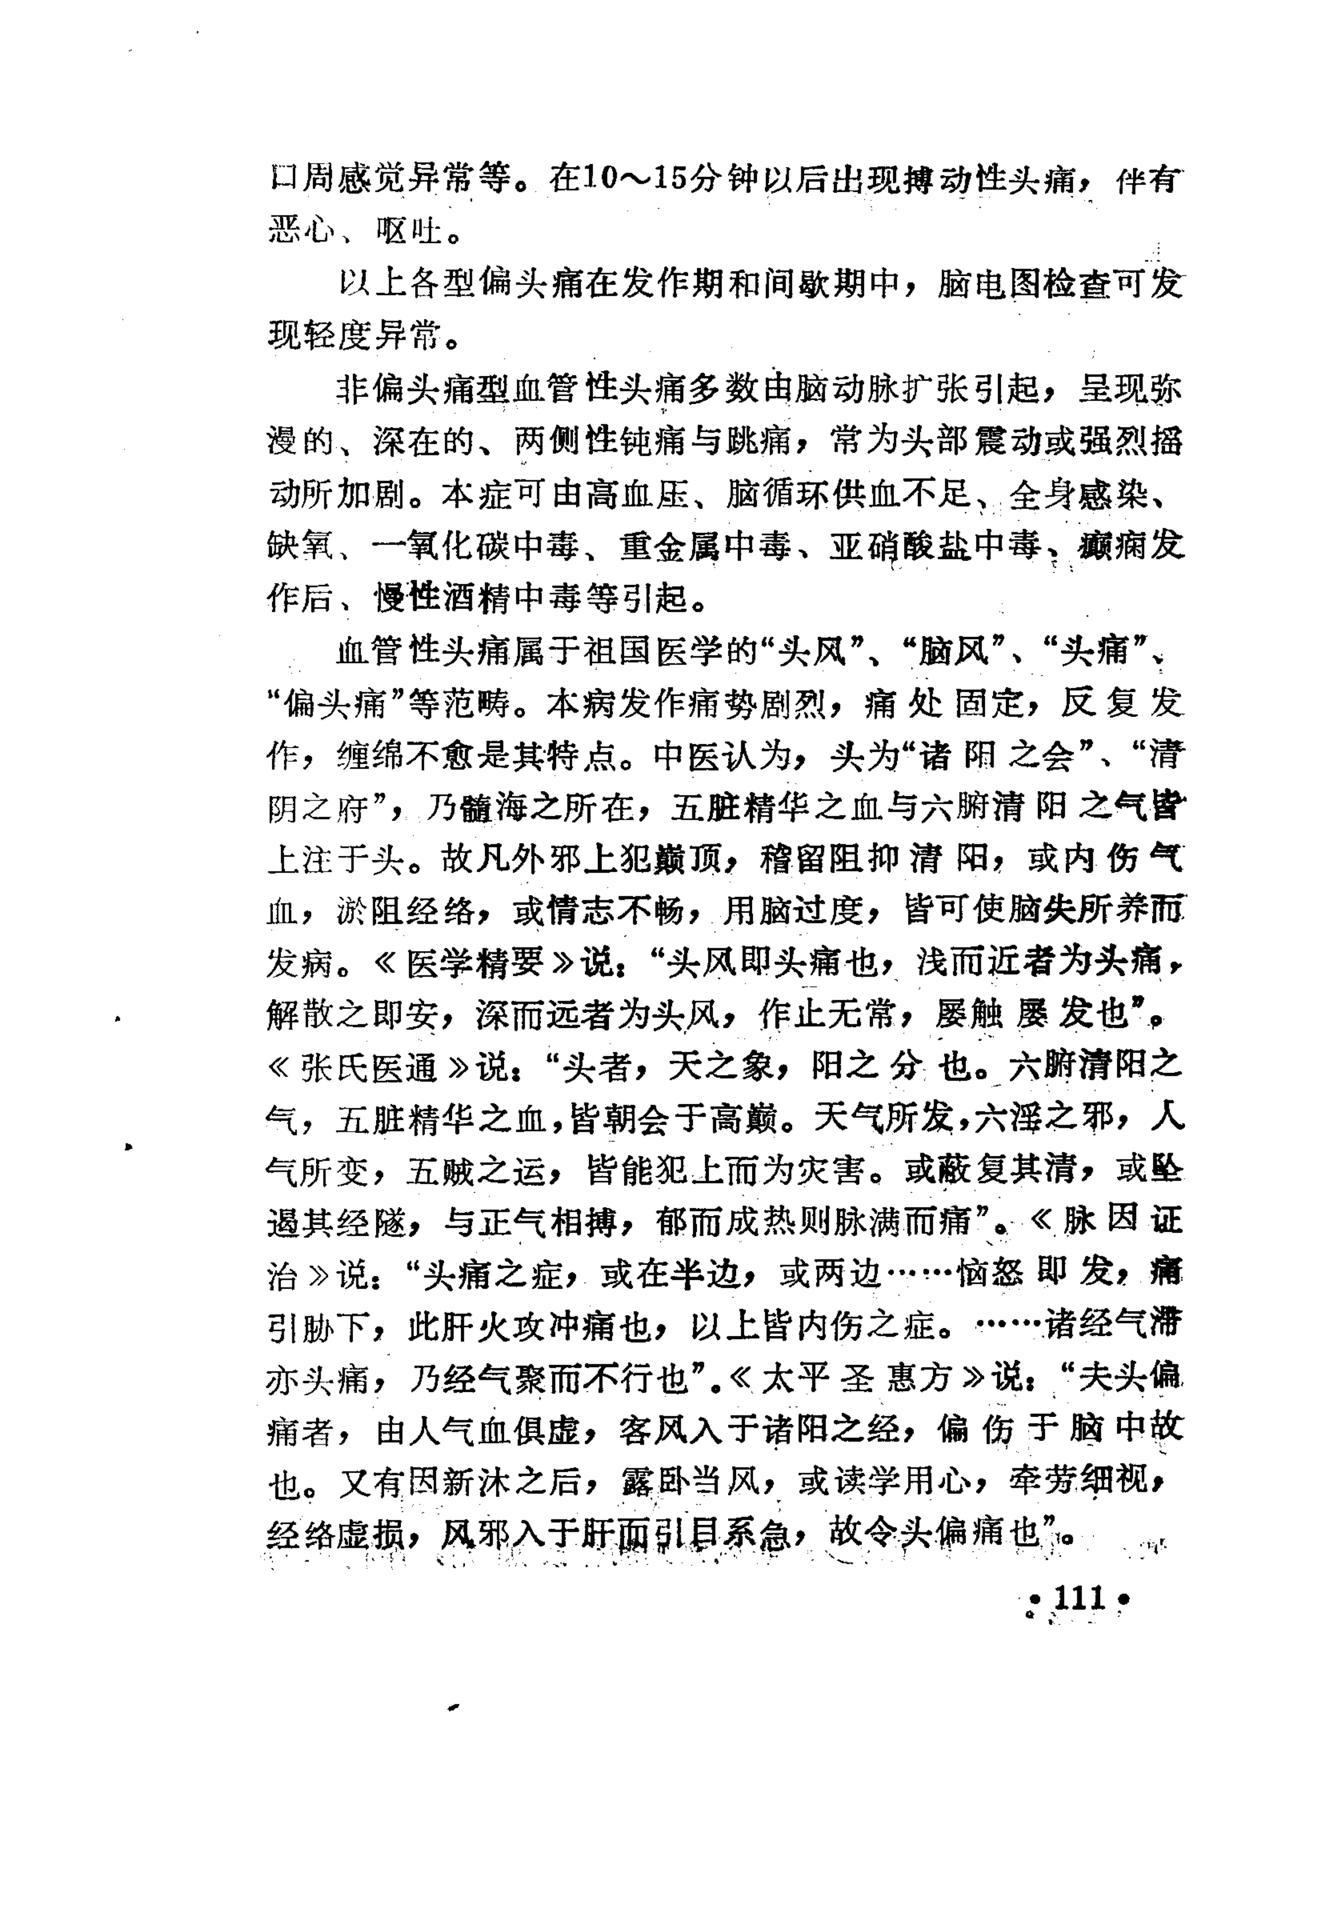 口周感觉异常等。在10～15分钟以后出现搏动性头痛，伴有
恶心、呕吐。
以上各型偏头痛在发作期和间歇期中，脑电图检查可发
现轻度异常。
非偏头痛型血管性头痛多数由脑动脉扩张引起，呈现弥
漫的、深在的、两侧性钝痛与跳痛，常为头部震动或强烈摇
动所加剧。本症可由高血压、脑循环供血不足、全身感染、
缺氧、一氧化碳中毒、重金属中毒、亚硝酸盐中毒、癫痫发
作后、慢性酒精中毒等引起。
血管性头痛属于祖国医学的“头风”、“脑风”、“头痛”、
“偏头痛”等范畴。本病发作痛势剧烈，痛处固定，反复发
作，缠绵不愈是其特点。中医认为，头为“诸阳之会”、“清
阴之府”，乃髓海之所在，五脏精华之血与六腑清阳之气皆
上注于头。故凡外邪上犯巅顶，稽留阻抑清阳，或内伤气
血，淤阻经络，或情志不畅，用脑过度，皆可使脑失所养而
发病。《医学精要》说：“头风即头痛也，浅而近者为头痛，
解散之即安，深而远者为头风，作止无常，屡触屡发也”。
《张氏医通》说：“头者，天之象，阳之分也。六腑清阳之
气，五脏精华之血，皆朝会于高巅。天气所发，六淫之邪，人
气所变，五贼之运，皆能犯上而为灾害。或蔽复其清，或坠
遏其经隧，与正气相搏，郁而成热则脉满而痛”。《脉因证
治》说：“头痛之症，或在半边，或两边……恼怒即发，痛
引胁下，此肝火攻冲痛也，以上皆内伤之症。……诸经气滞
亦头痛，乃经气聚而不行也”。《太平圣惠方》说：“夫头偏
痛者，由人气血俱虚，客风入于诸阳之经，偏伤于脑中故
也。又有因新沐之后，露卧当风，或读学用心，牵劳细视，
经络虚损，风邪入于肝而引目系急，故令头偏痛也”。
•111•